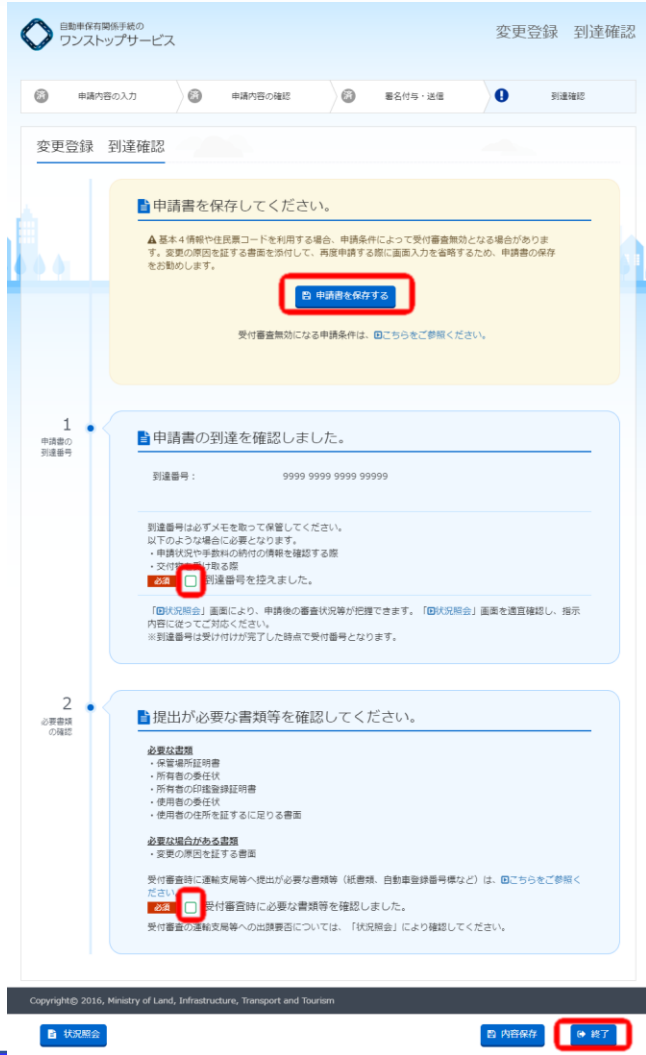 自動車保有関係手続の
ワンストップサービス
変更登録　到達確認
済 申請内容の入力
済 申請内容の確認
済 署名付与・送信
到達確認
変更登録　到達確認
申請書を保存してください。
基本4情報や住民票コードを利用する場合、申請条件によって受付審査無効となる場合がありま
す。変更の原因を証する書面を添付して、再度申請する際に画面入力を省略するため、申請書の保存
をお勧めします。
申請書を保存する
受付審査無効になる申請条件は、こちらをご参照ください。
1
申請書の
到達番号
申請書の到達を確認しました。
到達番号： 9999 9999 9999 99999
到達番号は必ずメモを取って保管してください。
以下のような場合に必要となります。
・申請状況や手数料の納付の情報を確認する際
・交付物を受け取る際
必須 到達番号を控えました。
「状況照会」画面により、申請後の審査状況等が把握できます。「状況照会」画面を適宜確認し、指示
内容に従ってご対応ください。
※到達番号は受け付けが完了した時点で受付番号となります。
2
必要書類
の確認
提出が必要な書類等を確認してください。
必要な書類
・保管場所証明書
・所有者の委任状
・所有者の印鑑登録証明書
・使用者の委任状
・使用者の住所を証するに足りる書面
必要な場合がある書類
・変更の原因を証する書面
受付審査時に運輸支局等へ提出が必要な書類等（紙書類、自動車登録番号標など）は、こちらをご参照く
ださい。
必須 受付審査時に必要な書類等を確認しました。
受付審査の運輸支局等への出頭要否については、「状況照会」により確認してください。
Copyright© 2016, Ministry of Land, Infrastructure, Transport and Tourism
状況照会
内容保存
終了